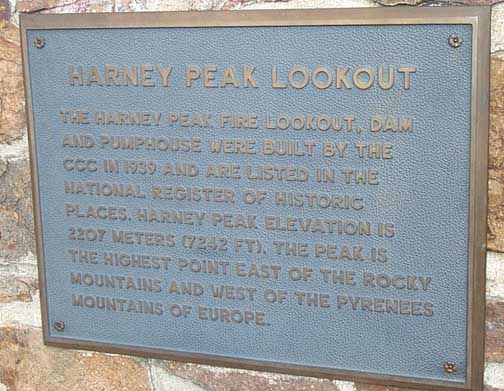 HARNEY PEAK LOOKOUT
THE HARNEY PEAK FIRE LOOKOUT, DAM
AND PUMPHOUSE WERE BUILT BY THE
CCC IN 1939 AND ARE LISTED IN THE
NATIONAL REGISTER OF HISTORIC
PLACES. HARNEY PEAK ELEVATION IS
2207 METERS (7242 FT). THE PEAK IS
THE HIGHEST POINT EAST OF THE ROCKY
MOUNTAINS AND WEST OF THE PYRENEES
MOUNTAINS OF EUROPE.